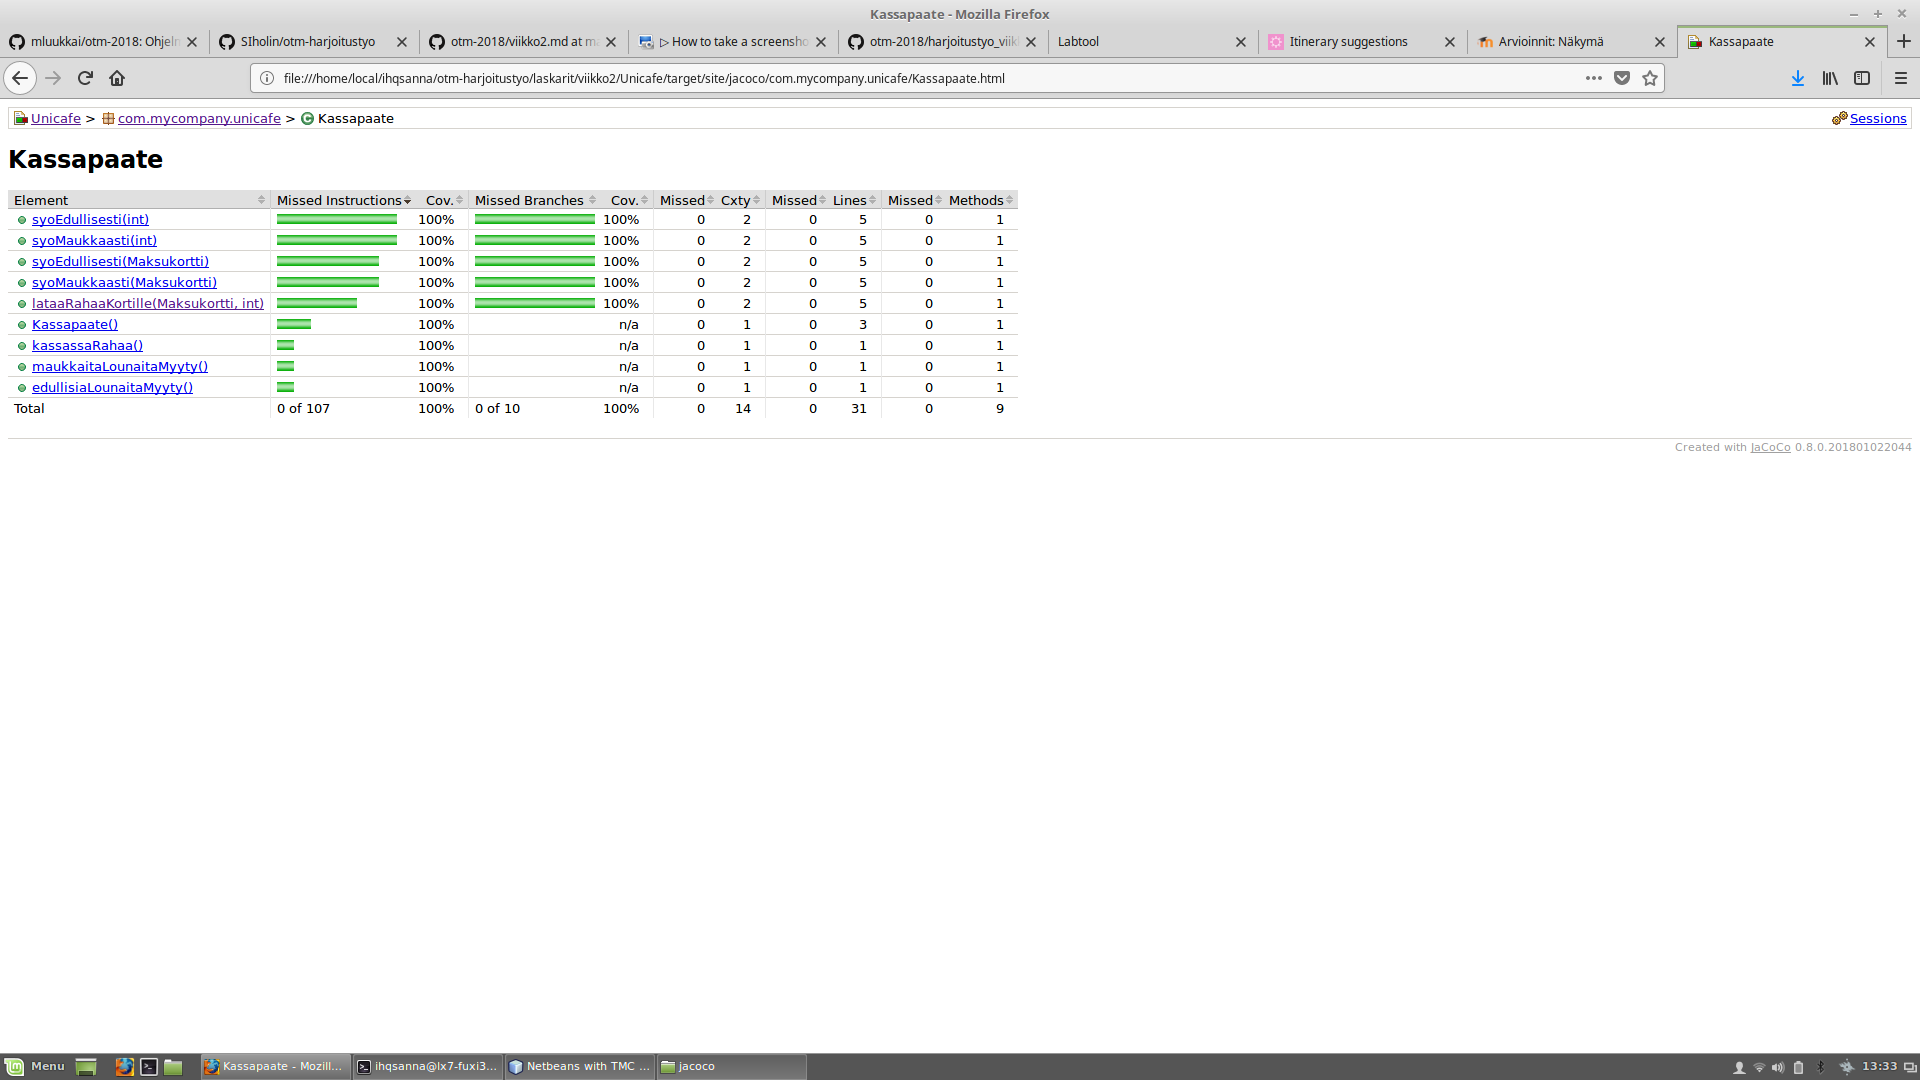 Kassapaate - Mozilla Firefox
mluukkai/otm-2018: Ohjeln
SIholin/otm-harjoitustyo
otm-2018/viikko2.md at ma
▷ How to take a screensho
otm-2018/harjoitustyo_viik
Labtool
Itinerary suggestions
Arvioinnit: Näkymä
Kassapaate
file:///home/local/ihqsanna/otm-harjoitustyo/laskarit/viikko2/Unicafe/target/site/jacoco/com.mycompany.unicafe/Kassapaate.html
Unicafe > com.mycompany.unicafe > Kassapaate Sessions
Kassapaate
Element Missed Instructions Cov. Missed Branches Cov. Missed Cxty Missed Lines Missed Methods
syoEdullisesti(int) 100% 100% 0 2 0 5 0 1
syoMaukkaasti(int) 100% 100% 0 2 0 5 0 1
syoEdullisesti(Maksukortti) 100% 100% 0 2 0 5 0 1
syoMaukkaasti(Maksukortti) 100% 100% 0 2 0 5 0 1
lataaRahaaKortille(Maksukortti, int) 100% 100% 0 2 0 5 0 1
Kassapaate() 100% n/a 0 1 0 3 0 1
kassassaRahaa() 100% n/a 0 1 0 1 0 1
maukkaitaLounaitaMyyty() 100% n/a 0 1 0 1 0 1
edullisiaLounaitaMyyty() 100% n/a 0 1 0 1 0 1
Total 0 of 107 100% 0 of 10 100% 0 14 0 31 0 9
Created with JaCoCo 0.8.0.201801022044
Menu
Kassapaate - Mozill...
ihqsanna@lx7-fuxi3...
Netbeans with TMC ...
jacoco
13:33